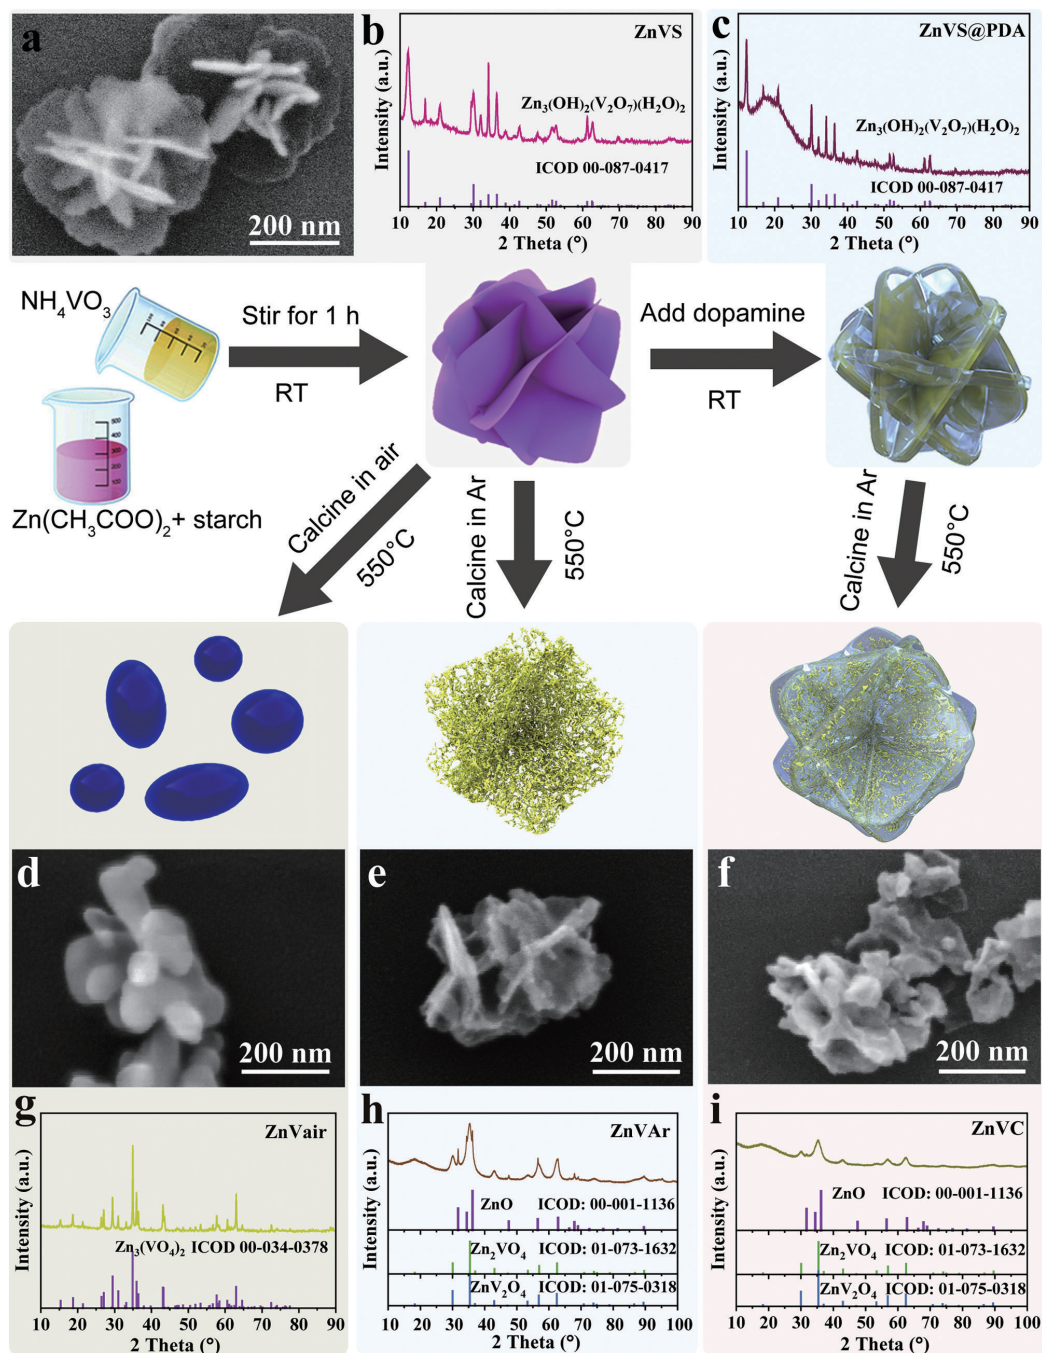 a
200 nm
b
ZnVS
Zn₃(OH)₂(V₂O₇)(H₂O)₂
ICOD 00-087-0417
Intensity (a.u.)
10 20 30 40 50 60 70 80 90
2 Theta (°)
c
ZnVS@PDA
Zn₃(OH)₂(V₂O₇)(H₂O)₂
ICOD 00-087-0417
Intensity (a.u.)
10 20 30 40 50 60 70 80 90
2 Theta (°)
NH₄VO₃
Zn(CH₃COO)₂+ starch
Stir for 1 h
RT
Add dopamine
RT
Calcine in air
550°C
Calcine in Ar
550°C
Calcine in Ar
550°C
d
200 nm
e
200 nm
f
200 nm
g
ZnVair
Zn₃(VO₄)₂ ICOD 00-034-0378
Intensity (a.u.)
10 20 30 40 50 60 70 80 90
2 Theta (°)
h
ZnVAr
ZnO ICOD: 00-001-1136
Zn₂VO₄ ICOD: 01-073-1632
ZnV₂O₄ ICOD: 01-075-0318
Intensity (a.u.)
10 20 30 40 50 60 70 80 90 100
2 Theta (°)
i
ZnVC
ZnO ICOD: 00-001-1136
Zn₂VO₄ ICOD: 01-073-1632
ZnV₂O₄ ICOD: 01-075-0318
Intensity (a.u.)
10 20 30 40 50 60 70 80 90 100
2 Theta (°)